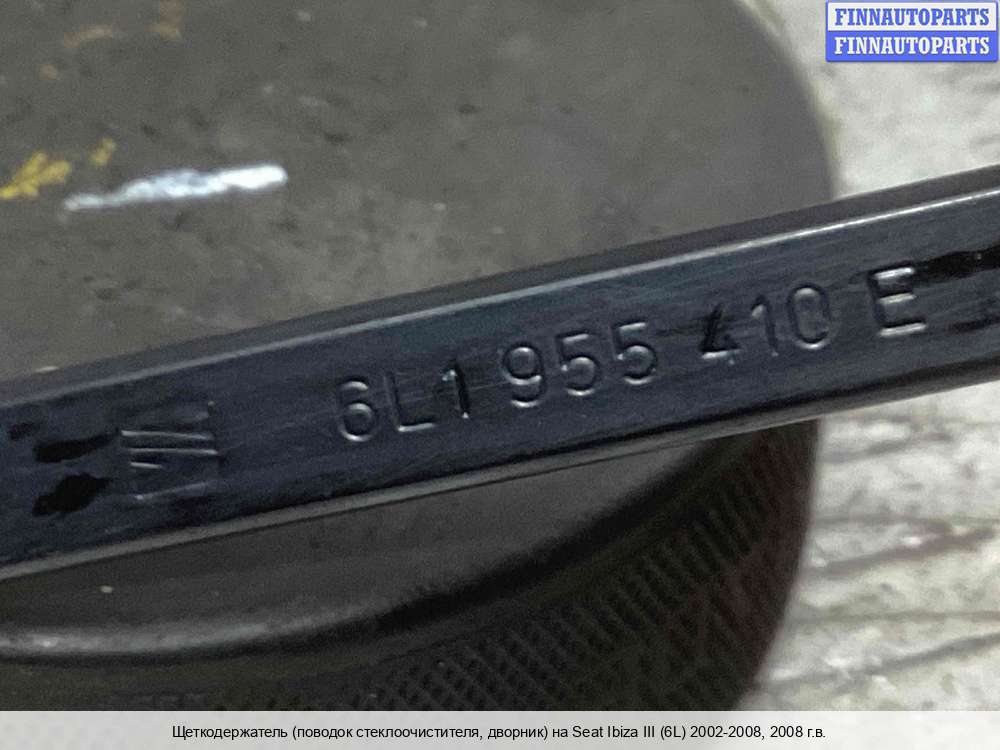 FINNAUTOPARTS
FINNAUTOPARTS
6L1 955 410 E
Щеткодержатель (поводок стеклоочистителя, дворник) на Seat Ibiza III (6L) 2002-2008, 2008 г.в.